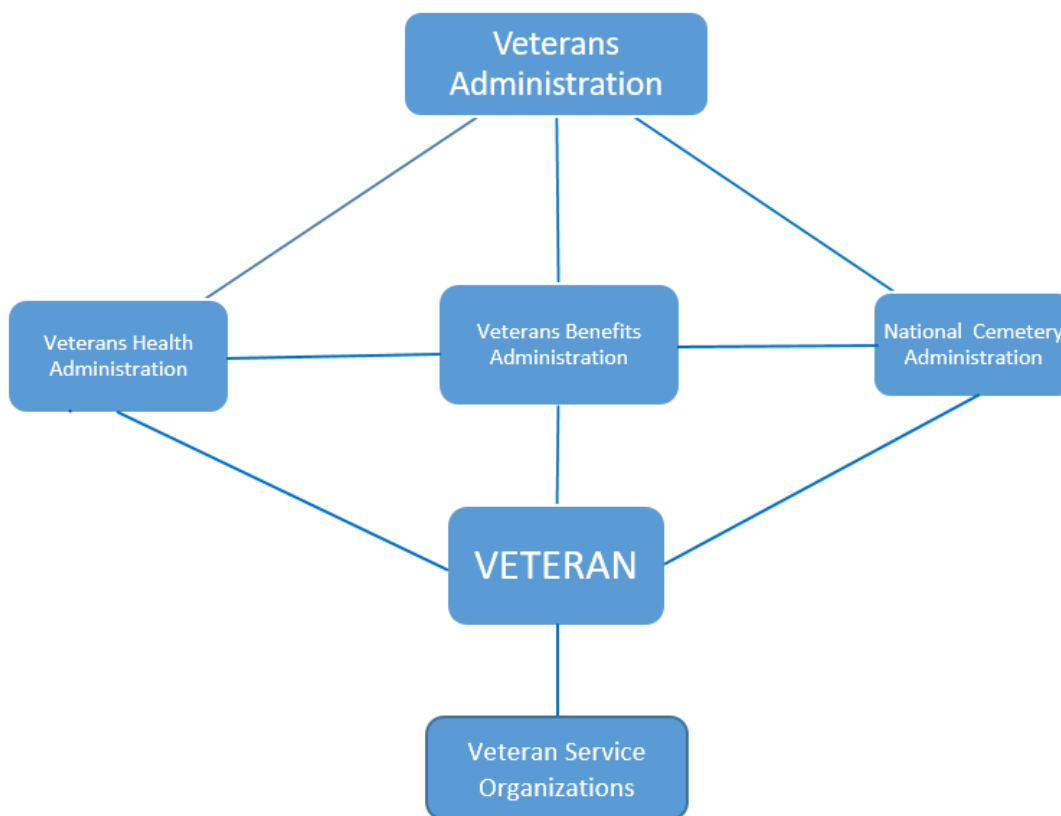 Veterans
Administration
Veterans Health
Administration
Veterans Benefits
Administration
National Cemetery
Administration
VETERAN
Veteran Service
Organizations